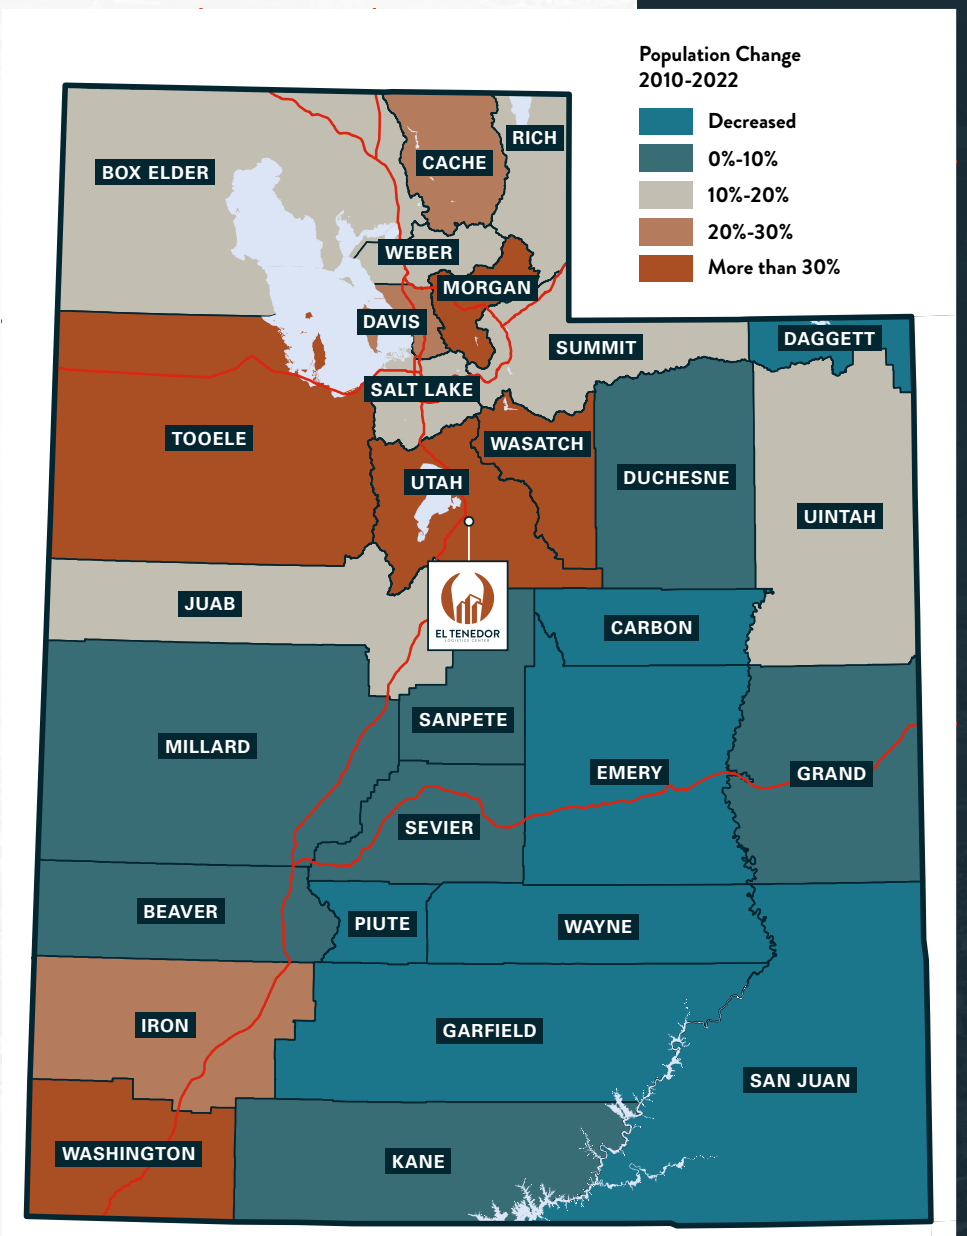 Population Change
2010-2022
Decreased
0%-10%
10%-20%
20%-30%
More than 30%
RICH
CACHE
BOX ELDER
WEBER
MORGAN
DAVIS
DAGGETT
SUMMIT
SALT LAKE
TOOELE
WASATCH
DUCHESNE
UTAH
UINTAH
JUAB
EL TENEDOR
LOGISTICS CENTER
CARBON
SANPETE
MILLARD
EMERY
GRAND
SEVIER
BEAVER
PIUTE
WAYNE
IRON
GARFIELD
SAN JUAN
WASHINGTON
KANE